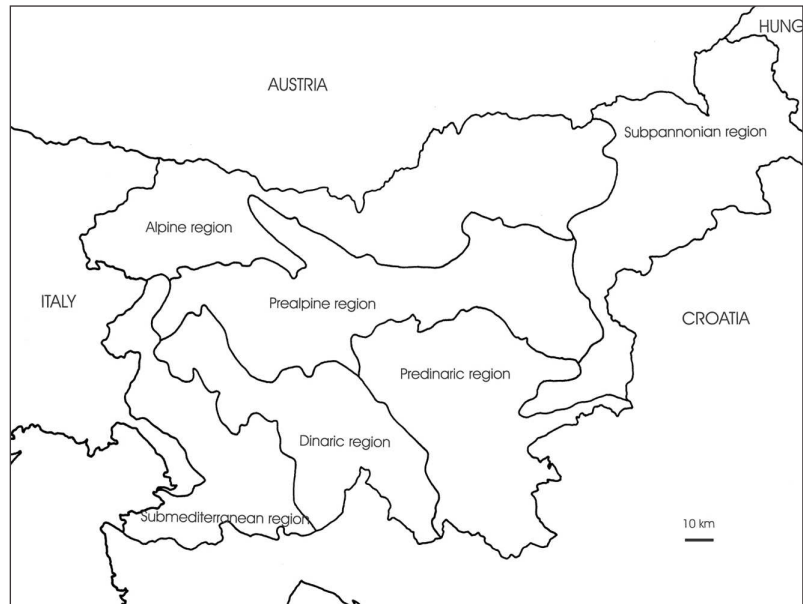 HUNG
AUSTRIA
Subpannonian region
Alpine region
ITALY
Prealpine region
CROATIA
Predinaric region
Dinaric region
Submediterranean region
10 km